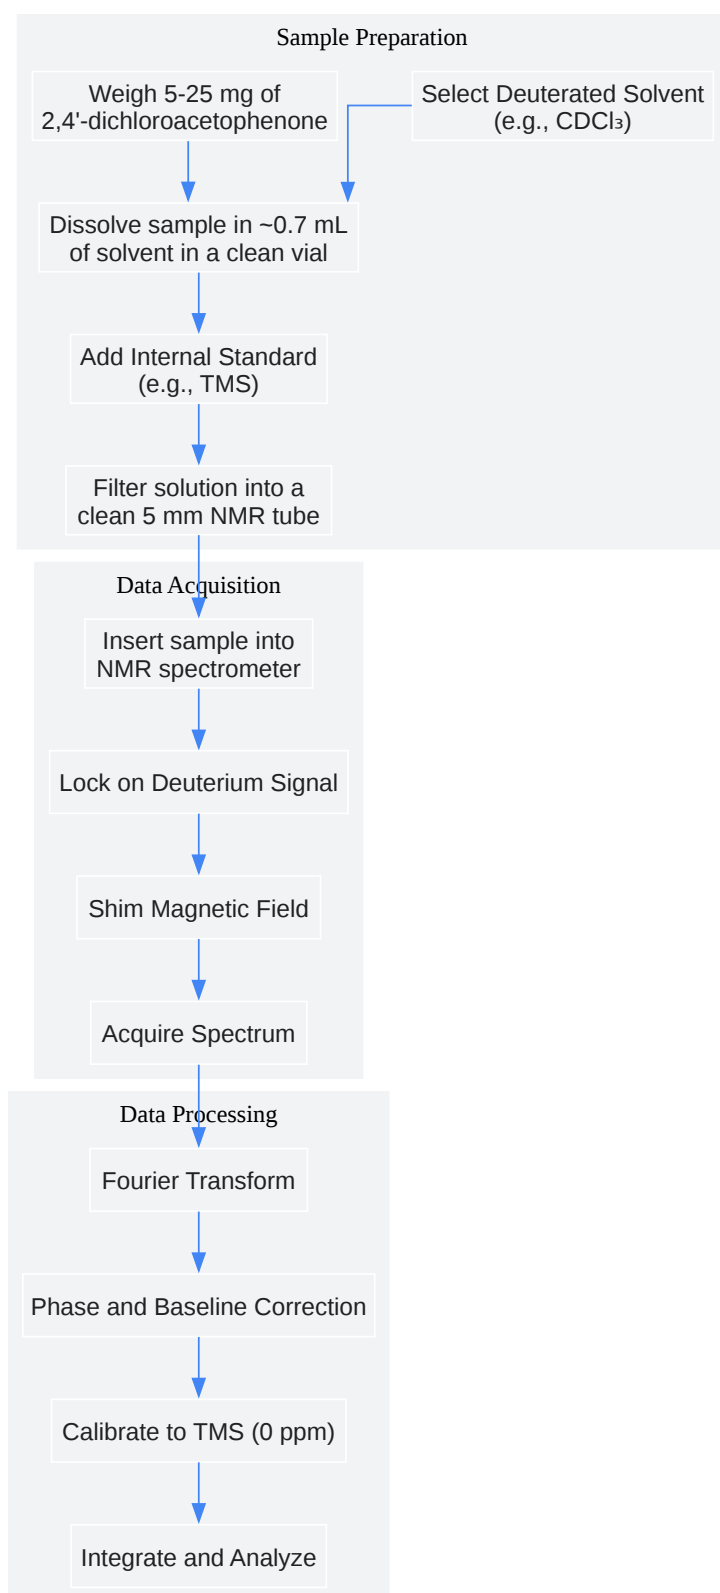 Sample Preparation
Weigh 5-25 mg of
2,4'-dichloroacetophenone
Select Deuterated Solvent
(e.g., CDCl₃)
Dissolve sample in ~0.7 mL
of solvent in a clean vial
Add Internal Standard
(e.g., TMS)
Filter solution into a
clean 5 mm NMR tube
Data Acquisition
Insert sample into
NMR spectrometer
Lock on Deuterium Signal
Shim Magnetic Field
Acquire Spectrum
Data Processing
Fourier Transform
Phase and Baseline Correction
Calibrate to TMS (0 ppm)
Integrate and Analyze